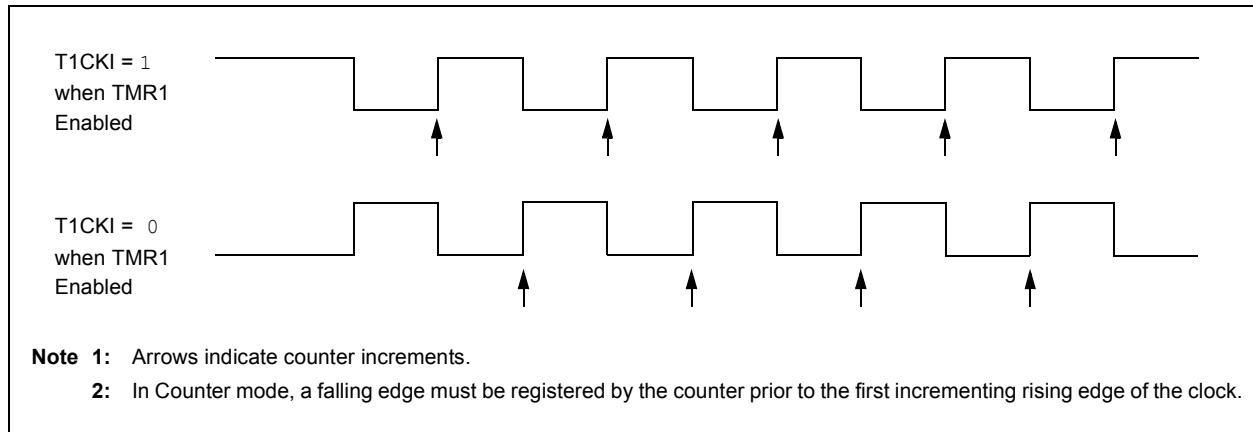 T1CKI = 1
when TMR1
Enabled
T1CKI = 0
when TMR1
Enabled
Note 1: Arrows indicate counter increments.
2: In Counter mode, a falling edge must be registered by the counter prior to the first incrementing rising edge of the clock.